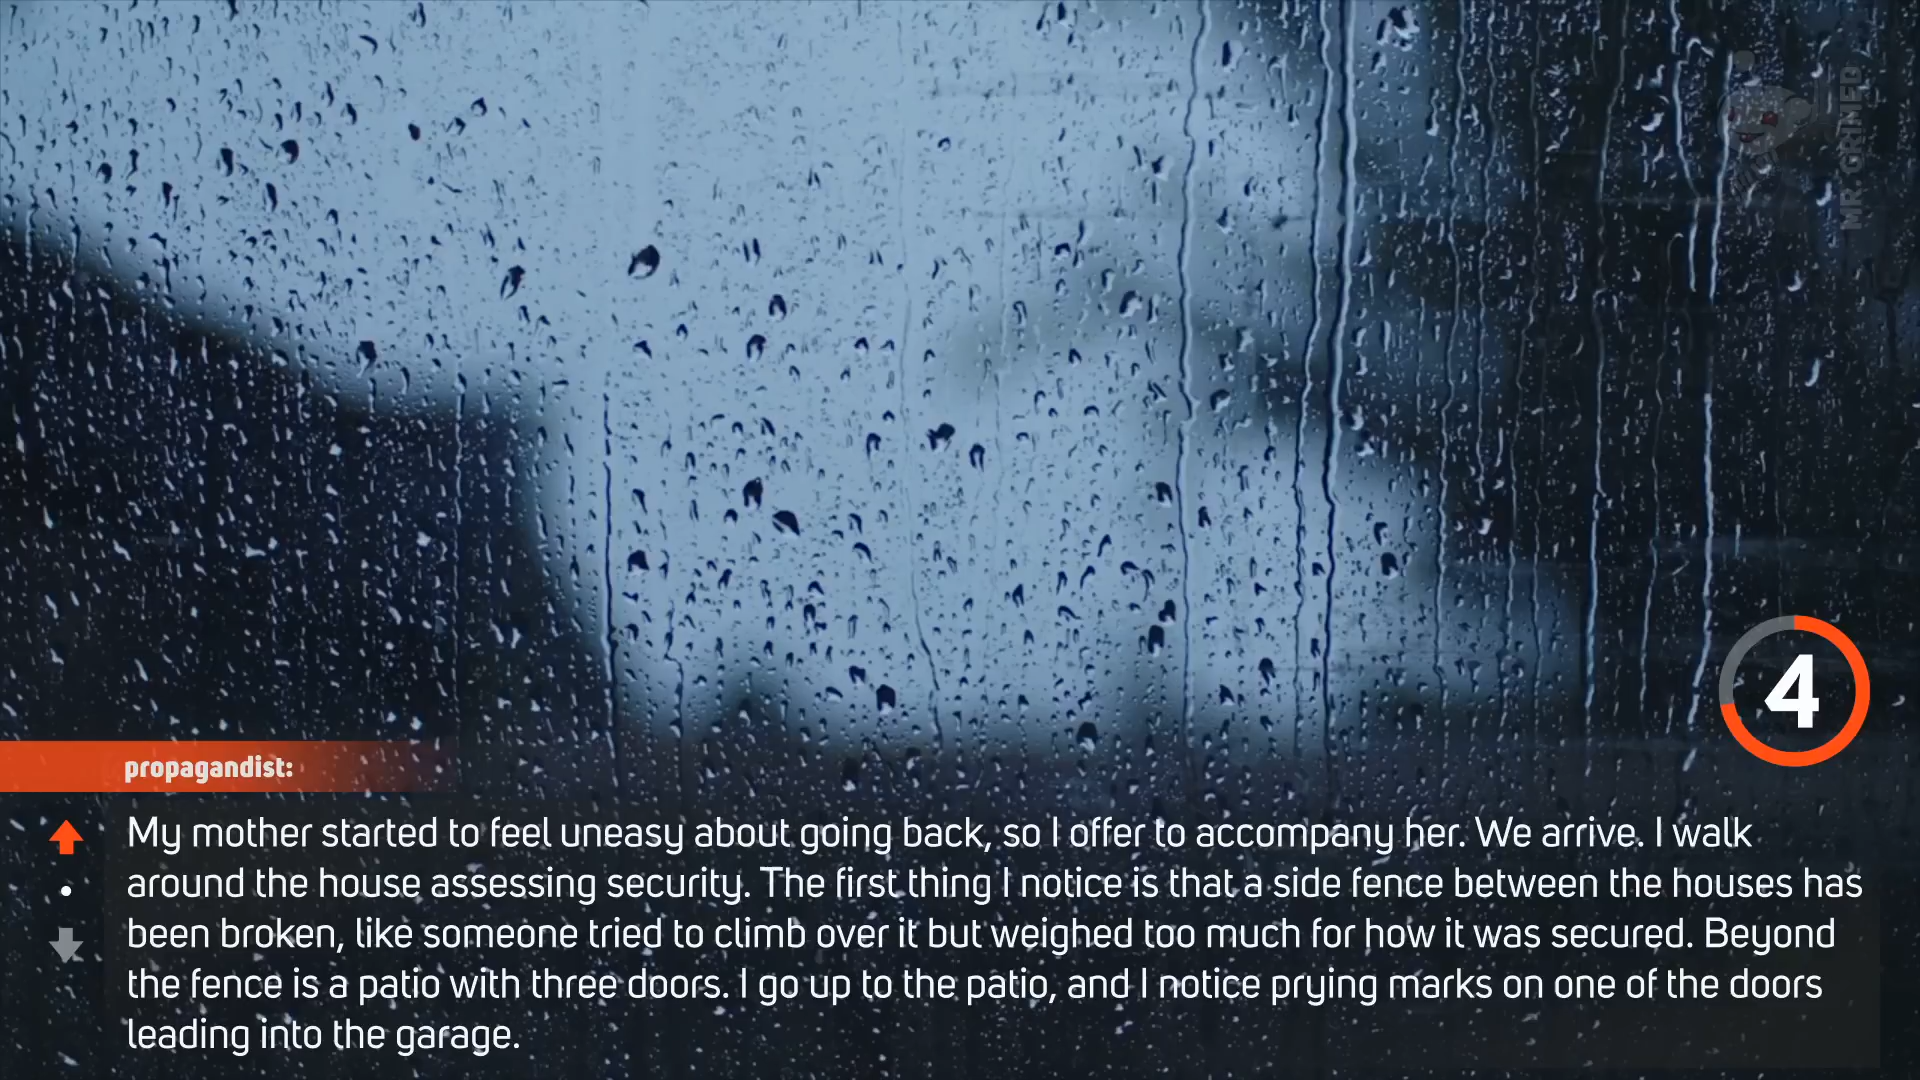 MR. GRINED
4
propagandist:
My mother started to feel uneasy about going back, so I offer to accompany her. We arrive. I walk
around the house assessing security. The first thing I notice is that a side fence between the houses has
been broken, like someone tried to climb over it but weighed too much for how it was secured. Beyond
the fence is a patio with three doors. I go up to the patio, and I notice prying marks on one of the doors
leading into the garage.